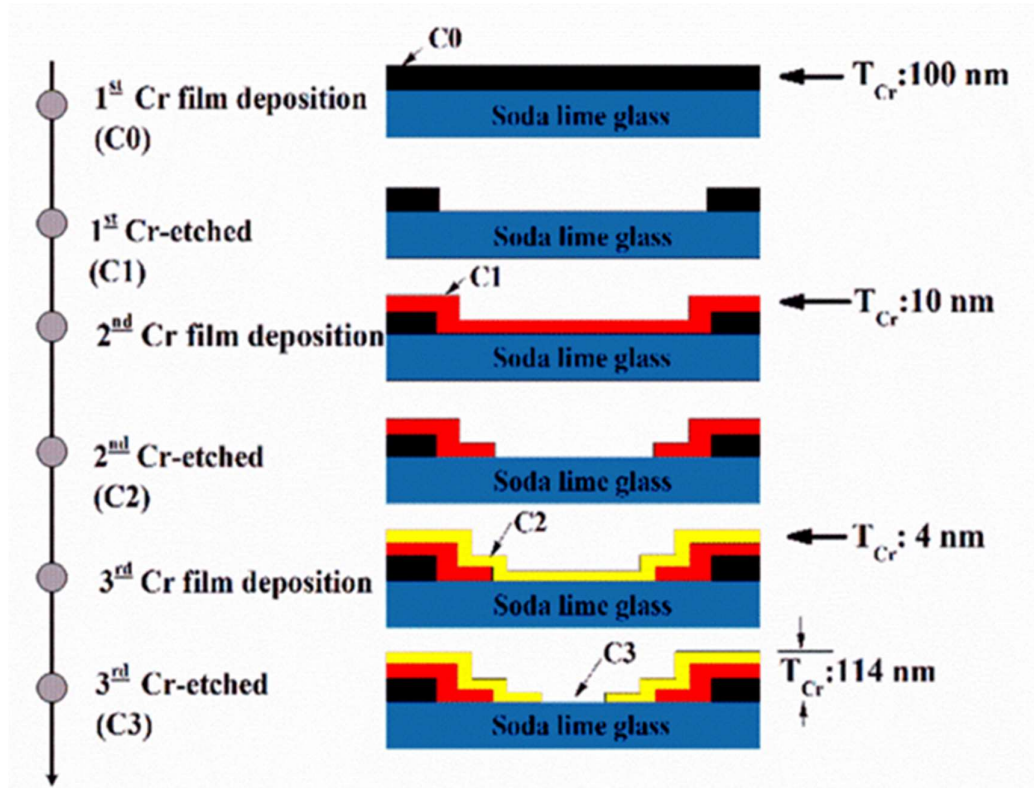 C0
1st Cr film deposition
(C0)
TCr:100 nm
Soda lime glass
1st Cr-etched
(C1)
Soda lime glass
C1
2nd Cr film deposition
TCr:10 nm
Soda lime glass
2nd Cr-etched
(C2)
Soda lime glass
C2
3rd Cr film deposition
TCr: 4 nm
Soda lime glass
C3
3rd Cr-etched
(C3)
TCr:114 nm
Soda lime glass